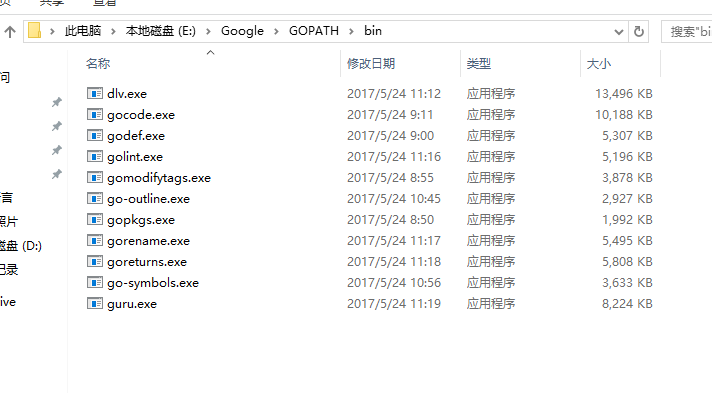 共享 查看
此电脑 > 本地磁盘 (E:) > Google > GOPATH > bin 搜索"bi
名称 修改日期 类型 大小
问
dlv.exe 2017/5/24 11:12 应用程序 13,496 KB
gocode.exe 2017/5/24 9:11 应用程序 10,188 KB
godef.exe 2017/5/24 9:00 应用程序 5,307 KB
golint.exe 2017/5/24 11:16 应用程序 5,196 KB
gomodifytags.exe 2017/5/24 8:55 应用程序 3,878 KB
go-outline.exe 2017/5/24 10:45 应用程序 2,927 KB
言
gopkgs.exe 2017/5/24 8:50 应用程序 1,992 KB
照片
gorename.exe 2017/5/24 11:17 应用程序 5,495 KB
磁盘 (D:)
goreturns.exe 2017/5/24 11:18 应用程序 5,808 KB
记录
go-symbols.exe 2017/5/24 10:56 应用程序 3,633 KB
ive
guru.exe 2017/5/24 11:19 应用程序 8,224 KB